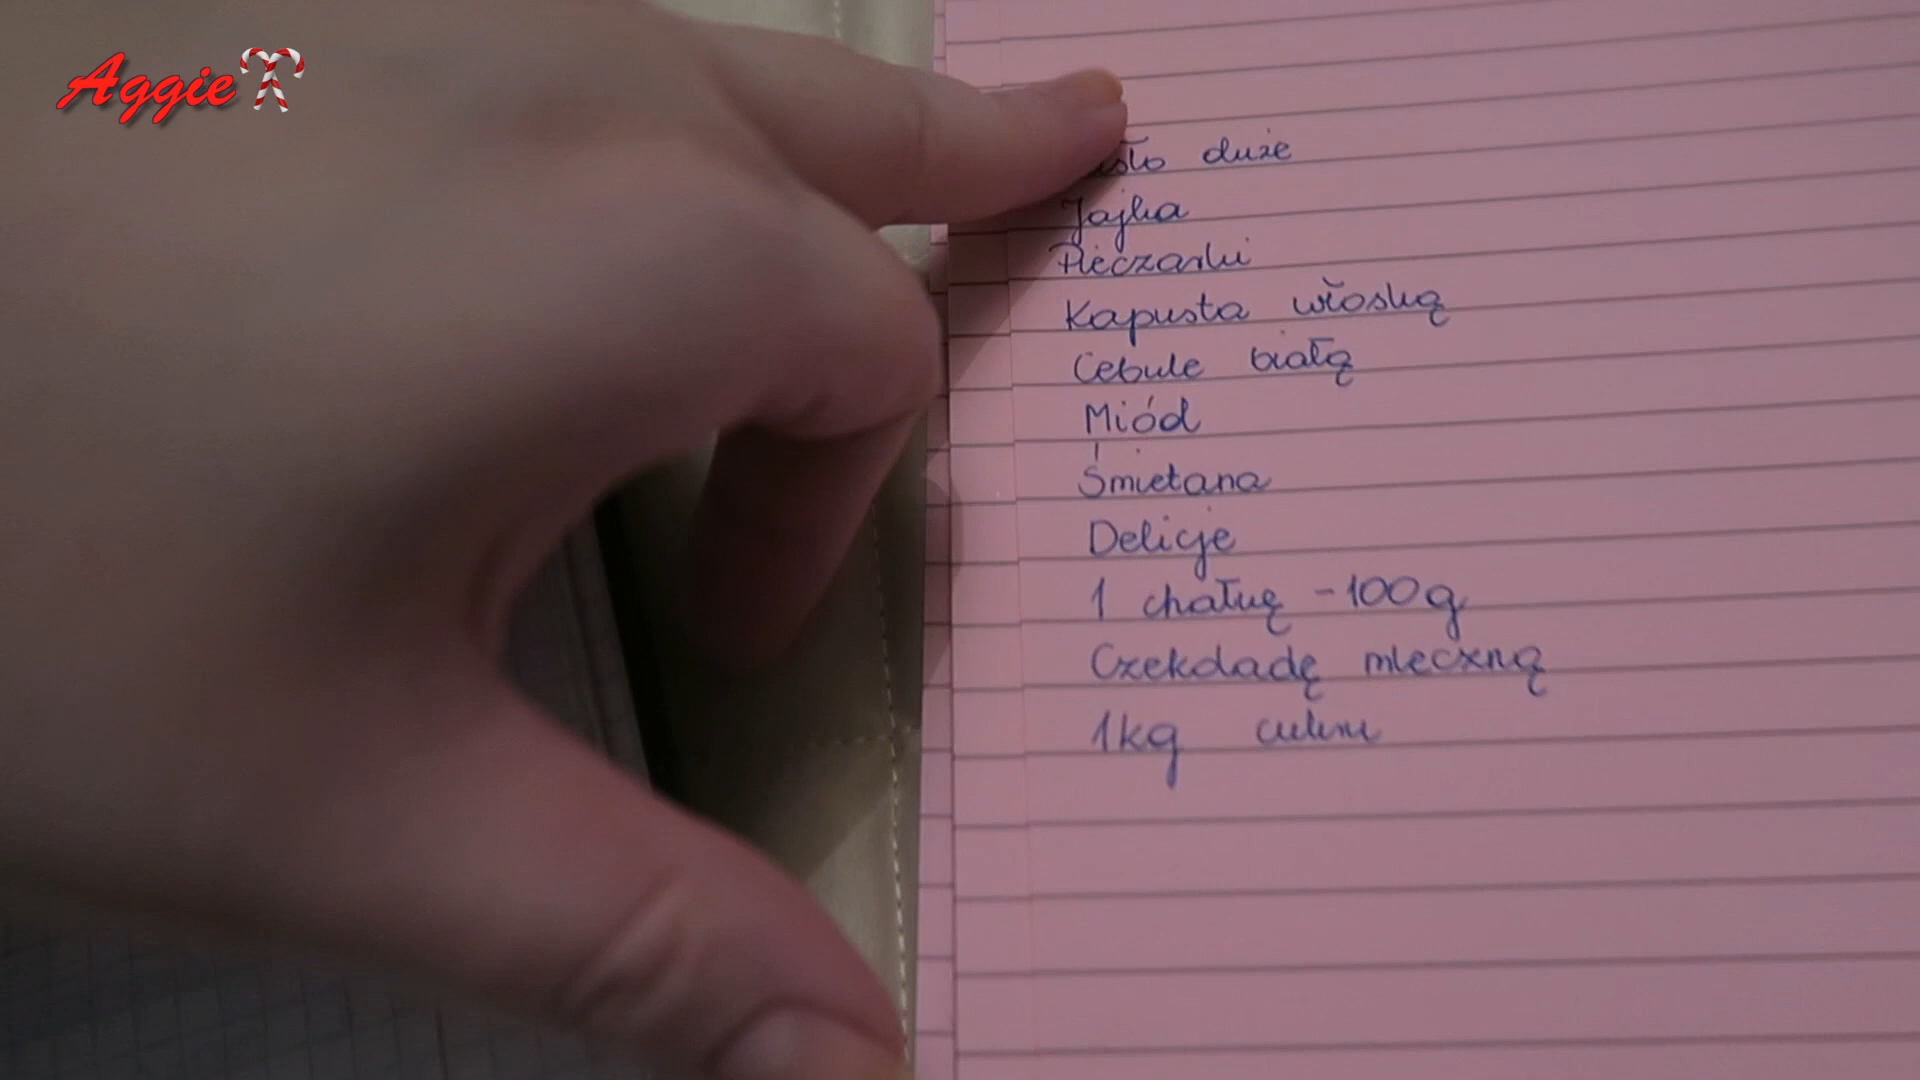 Aggie
duże
Jajka
Pieczarki
Kapusta włoską
Cebule białą
Miód
Śmietana
Delicje
1 chałkę - 100g
Czekoladę mleczną
1kg cukru